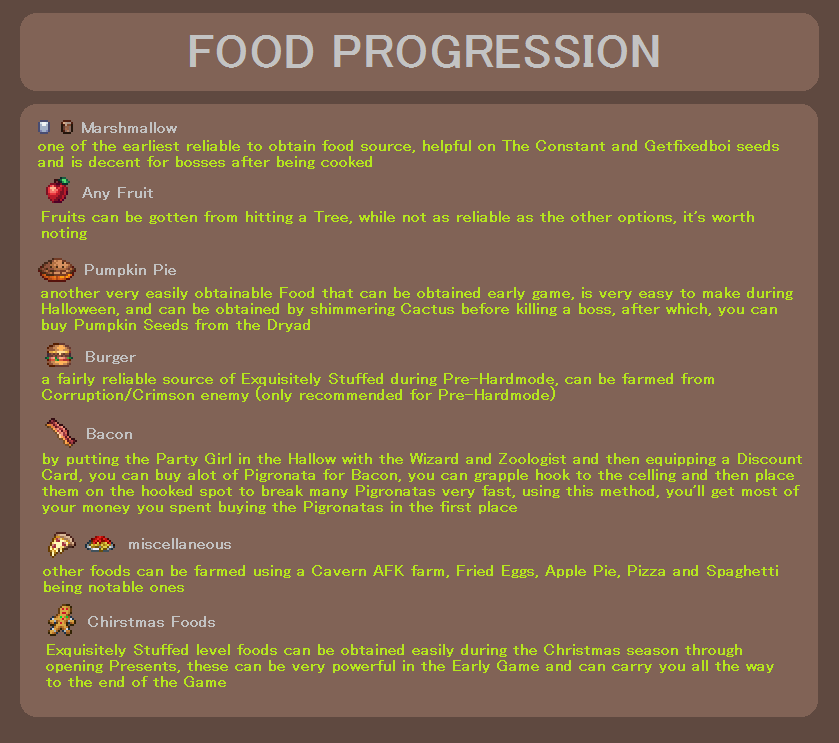 FOOD PROGRESSION
Marshmallow
one of the earliest reliable to obtain food source, helpful on The Constant and Getfixedboi seeds
and is decent for bosses after being cooked
Any Fruit
Fruits can be gotten from hitting a Tree, while not as reliable as the other options, it's worth
noting
Pumpkin Pie
another very easily obtainable Food that can be obtained early game, is very easy to make during
Halloween, and can be obtained by shimmering Cactus before killing a boss, after which, you can
buy Pumpkin Seeds from the Dryad
Burger
a fairly reliable source of Exquisitely Stuffed during Pre-Hardmode, can be farmed from
Corruption/Crimson enemy (only recommended for Pre-Hardmode)
Bacon
by putting the Party Girl in the Hallow with the Wizard and Zoologist and then equipping a Discount
Card, you can buy alot of Pigronata for Bacon, you can grapple hook to the celling and then place
them on the hooked spot to break many Pigronatas very fast, using this method, you'll get most of
your money you spent buying the Pigronatas in the first place
miscellaneous
other foods can be farmed using a Cavern AFK farm, Fried Eggs, Apple Pie, Pizza and Spaghetti
being notable ones
Chirstmas Foods
Exquisitely Stuffed level foods can be obtained easily during the Christmas season through
opening Presents, these can be very powerful in the Early Game and can carry you all the way
to the end of the Game